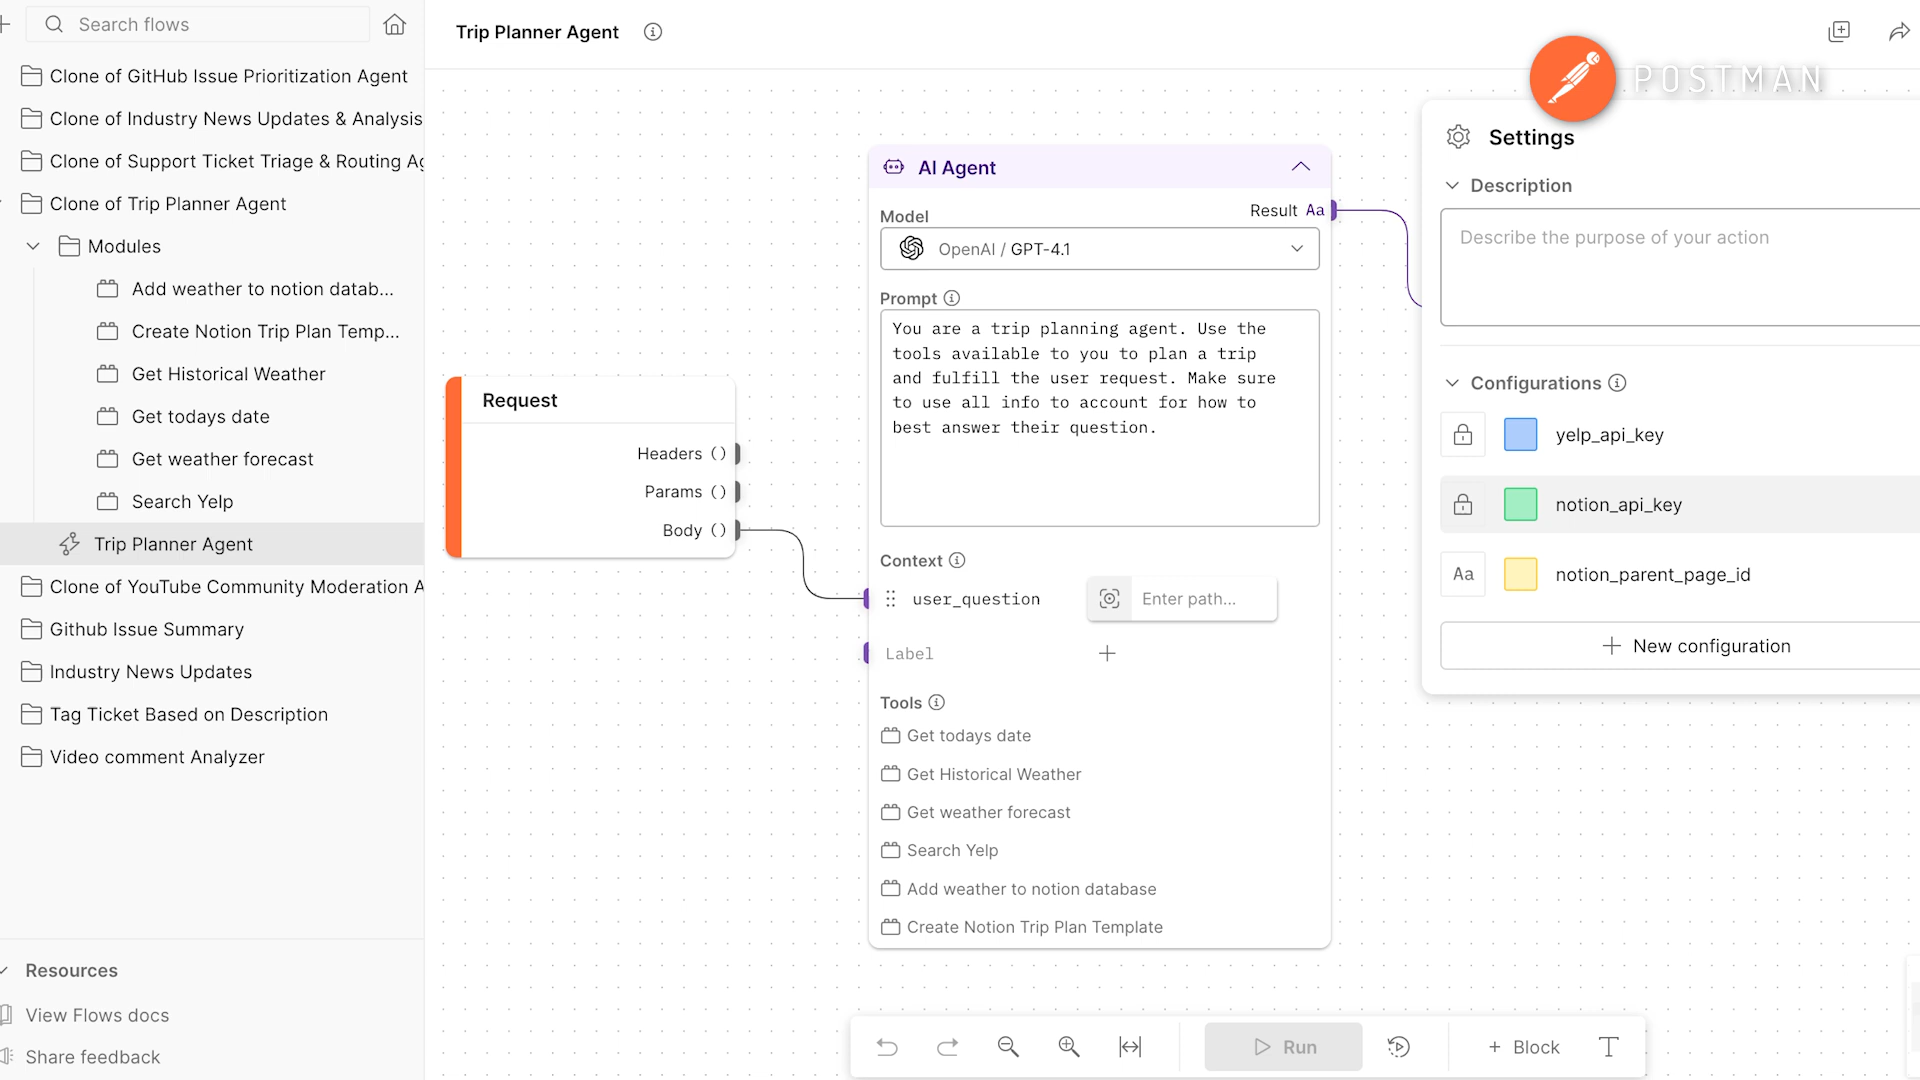 Search flows
Clone of GitHub Issue Prioritization Agent
Clone of Industry News Updates & Analysis
Clone of Support Ticket Triage & Routing Ag
Clone of Trip Planner Agent
Modules
Add weather to notion datab...
Create Notion Trip Plan Temp...
Get Historical Weather
Get todays date
Get weather forecast
Search Yelp
Trip Planner Agent
Clone of YouTube Community Moderation A
Github Issue Summary
Industry News Updates
Tag Ticket Based on Description
Video comment Analyzer
Resources
View Flows docs
Share feedback
Trip Planner Agent
Request
Headers ()
Params ()
Body ()
AI Agent
Result Aa
Model
OpenAI / GPT-4.1
Prompt
You are a trip planning agent. Use the
tools available to you to plan a trip
and fulfill the user request. Make sure
to use all info to account for how to
best answer their question.
Context
user_question
Enter path...
Label
Tools
Get todays date
Get Historical Weather
Get weather forecast
Search Yelp
Add weather to notion database
Create Notion Trip Plan Template
POSTMAN
Settings
Description
Describe the purpose of your action
Configurations
yelp_api_key
notion_api_key
Aa notion_parent_page_id
+ New configuration
Run
+ Block
T